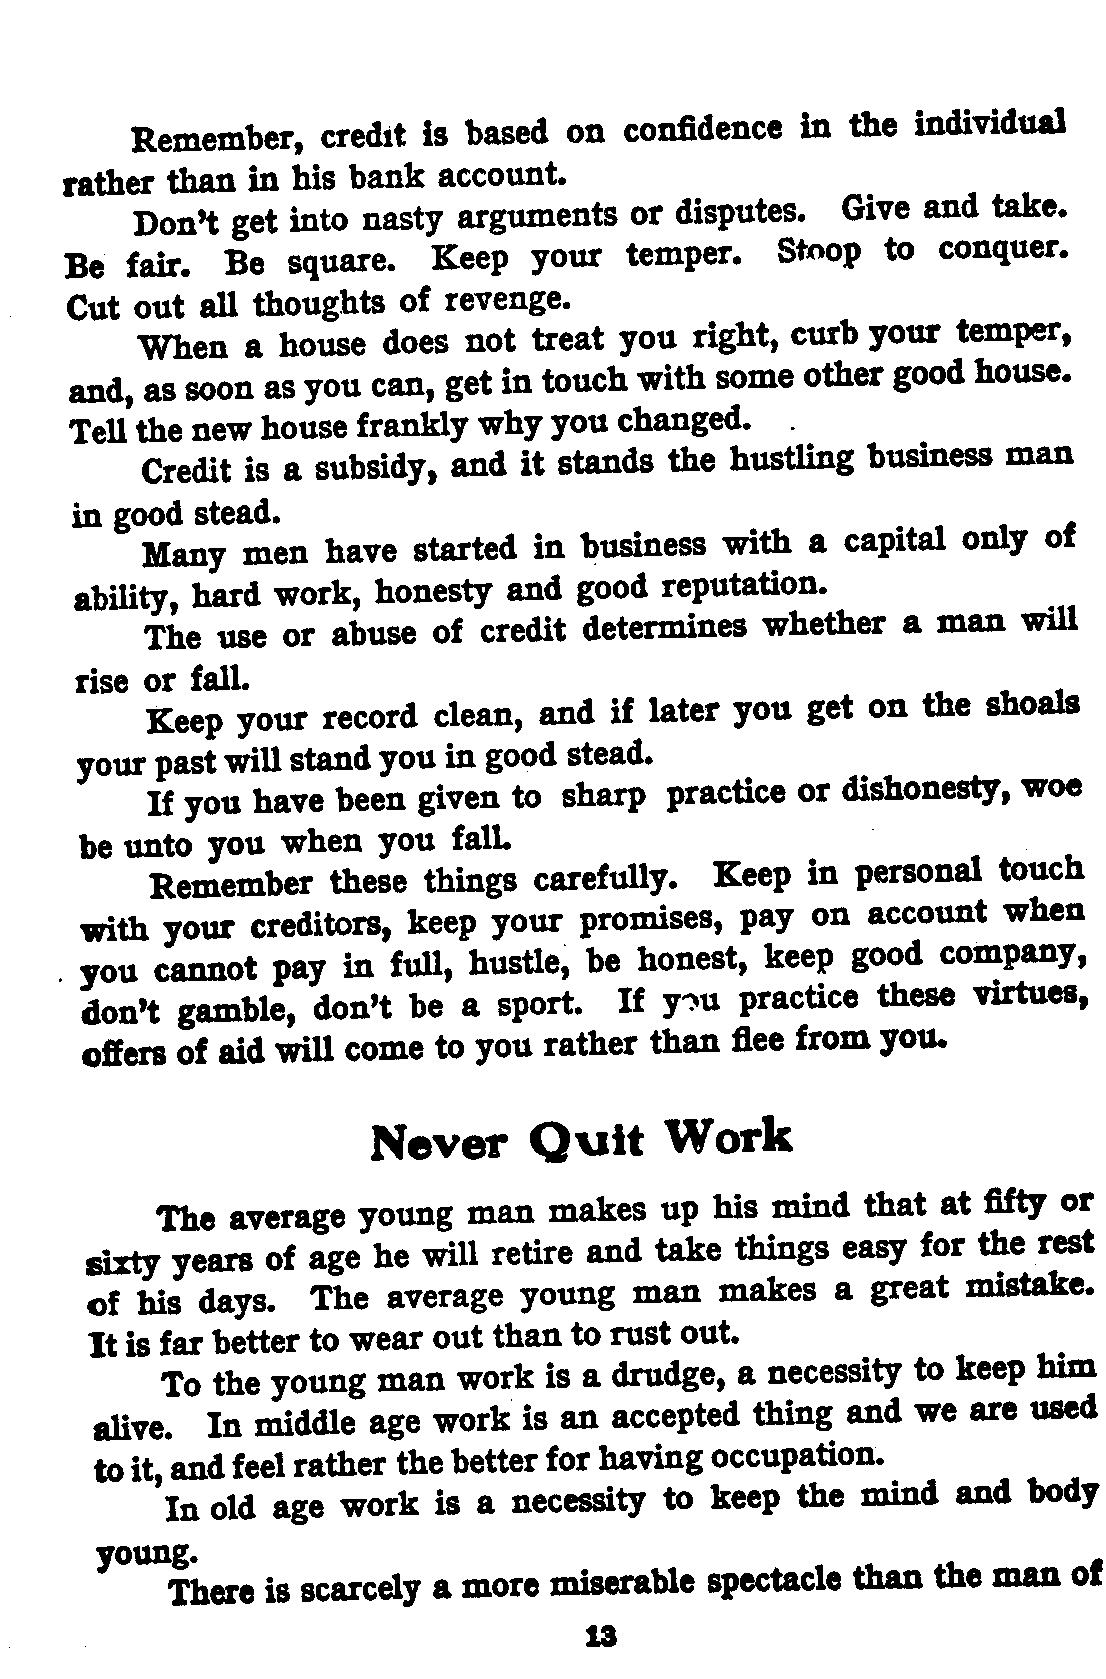 Remember, credit is based on confidence in the individual
rather than in his bank account.
Don't get into nasty arguments or disputes. Give and take.
Be fair. Be square. Keep your temper. Stoop to conquer.
Cut out all thoughts of revenge.
When a house does not treat you right, curb your temper,
and, as soon as you can, get in touch with some other good house.
Tell the new house frankly why you changed.
Credit is a subsidy, and it stands the hustling business man
in good stead.
Many men have started in business with a capital only of
ability, hard work, honesty and good reputation.
The use or abuse of credit determines whether a man will
rise or fall.
Keep your record clean, and if later you get on the shoals
your past will stand you in good stead.
If you have been given to sharp practice or dishonesty, woe
be unto you when you fall.
Remember these things carefully. Keep in personal touch
with your creditors, keep your promises, pay on account when
you cannot pay in full, hustle, be honest, keep good company,
don't gamble, don't be a sport. If you practice these virtues,
offers of aid will come to you rather than flee from you.
Never Quit Work
The average young man makes up his mind that at fifty or
sixty years of age he will retire and take things easy for the rest
of his days. The average young man makes a great mistake.
It is far better to wear out than to rust out.
To the young man work is a drudge, a necessity to keep him
alive. In middle age work is an accepted thing and we are used
to it, and feel rather the better for having occupation.
In old age work is a necessity to keep the mind and body
young.
There is scarcely a more miserable spectacle than the man of
13